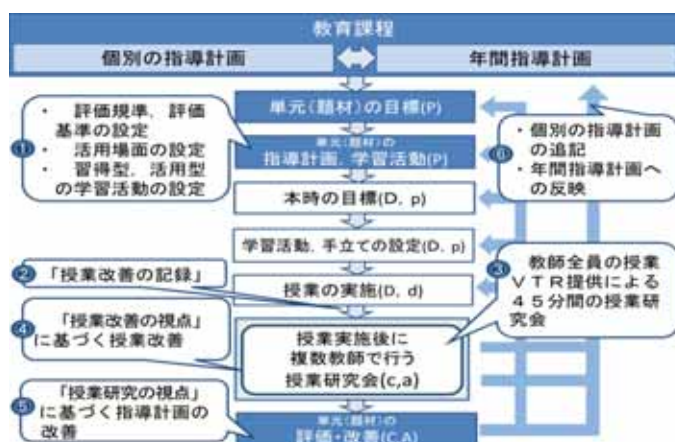 教育課程
個別の指導計画
年間指導計画
単元(題材)の目標(P)
① ・ 評価規準、評価
基準の設定
・ 活用場面の設定
・ 習得型、活用型
の学習活動の設定
単元(題材)の
指導計画、学習活動(P)
・個別の指導計画
の追記
・年間指導計画へ
の反映
本時の目標(D, p)
学習活動、手立ての設定(D, p)
② 「授業改善の記録」
授業の実施(D, d)
③ 教師全員の授業
VTR提供による
45分間の授業研
究会
④ 「授業改善の視点」
に基づく授業改善
授業実施後に
複数教師で行う
授業研究会(c,a)
⑤ 「授業研究の視点」
に基づく指導計画の
改善
単元(題材)の
評価・改善(C,A)